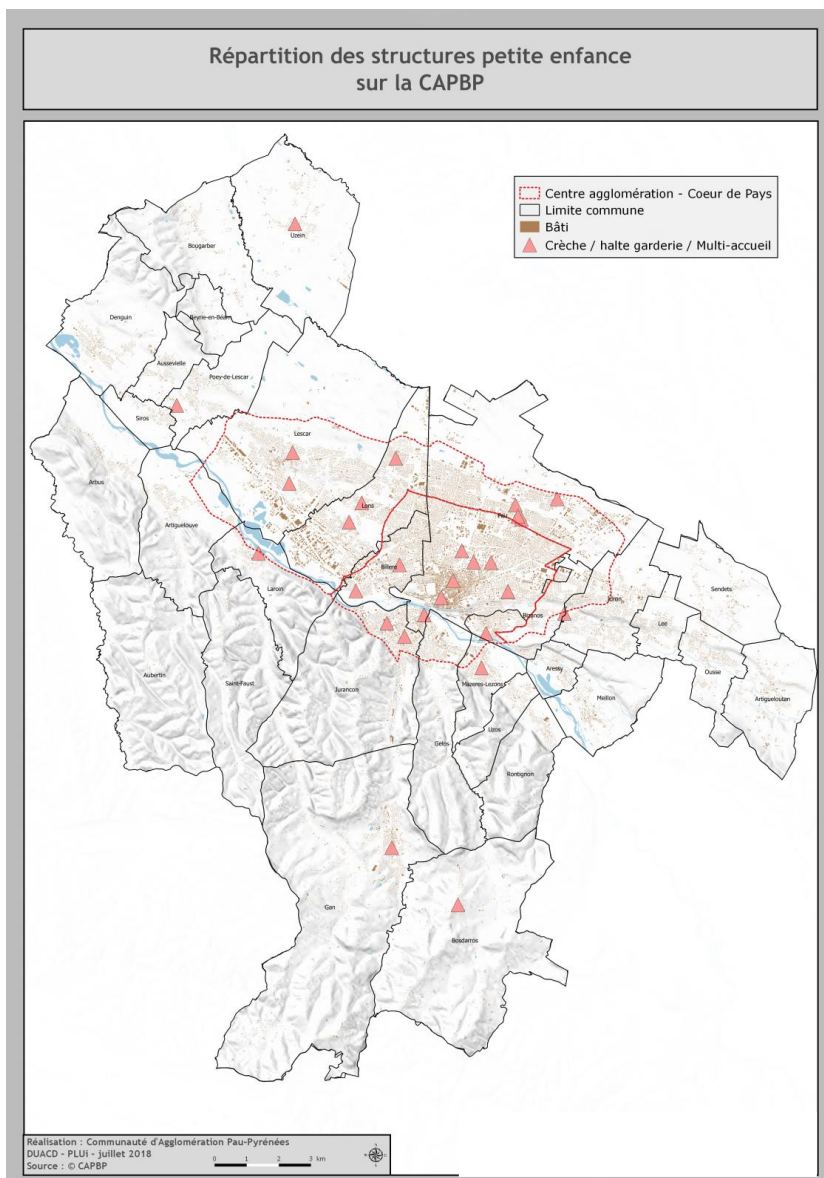 Répartition des structures petite enfance
sur la CAPBP
Centre agglomération - Coeur de Pays
Limite commune
Bâti
Crèche / halte garderie / Multi-accueil
Uzein
Bougarber
Denguin
Beyrie-en-Béarn
Aussevielle
Poey-de-Lescar
Siros
Lescar
Arbus
Lons
Pau
Artiguelouve
Billère
Laroin
Sendets
Bizanos
Idron
Lée
Aubertin
Saint-Faust
Jurançon
Mazères-Lezons
Aressy
Ousse
Meillon
Artigueloutan
Gelos
Uzos
Rontignon
Gan
Bosdarros
Réalisation : Communauté d'Agglomération Pau-Pyrénées
DUACD - PLUi - juillet 2018
Source : © CAPBP
0 1 2 3 km